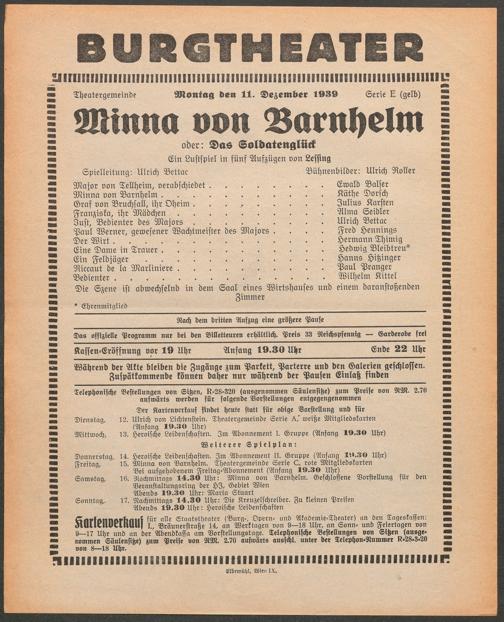 BURGTHEATER
Theatergemeinde Montag den 11. Dezember 1939 Serie E (gelb)
Minna von Barnhelm
oder: Das Soldatenglück
Ein Lustspiel in fünf Aufzügen von Lessing
Spielleitung: Ulrich Bettac Bühnenbilder: Ulrich Roller
Major von Tellheim, verabschiedet . . . . . . . . Ewald Balser
Minna von Barnhelm . . . . . . . . . . Käthe Dorsch
Graf von Bruchsall, ihr Oheim . . . . . . . . Julius Karsten
Franziska, ihr Mädchen . . . . . . . . . Alma Seidler
Just, Bedienter des Majors . . . . . . . . Ulrich Bettac
Paul Werner, gewesener Wachtmeister des Majors . . . . . Fred Hennings
Der Wirt . . . . . . . . . . . . Hermann Thimig
Eine Dame in Trauer . . . . . . . . . . Hedwig Bleibtreu*
Ein Feldjäger . . . . . . . . . . . Hanns Hitzinger
Riccaut de la Marliniere . . . . . . . . . Paul Pranger
Bedienter . . . . . . . . . . . . Wilhelm Kittel
Die Szene ist abwechselnd in dem Saal eines Wirtshauses und einem daranstoßenden
Zimmer
* Ehrenmitglied
Nach dem dritten Aufzug eine größere Pause
Das offizielle Programm nur bei den Billetteuren erhältlich. Preis 33 Reichspfennig — Garderobe frei
Kassen-Eröffnung vor 19 Uhr Anfang 19.30 Uhr Ende 22 Uhr
Während der Akte bleiben die Zugänge zum Parkett, Parterre und den Galerien geschlossen.
Zuspätkommende können daher nur während der Pausen Einlaß finden
Telephonische Bestellungen von Sitzen, R-28-320 (ausgenommen Säulensitze) zum Preise von RM. 2.70
aufwärts werden für folgende Vorstellungen entgegengenommen
Der Kartenverkauf findet heute statt für obige Vorstellung und für
Dienstag, 12. Ulrich von Lichtenstein. Theatergemeinde Serie A, weiße Mitgliedskarten
(Anfang 19.30 Uhr)
Mittwoch, 13. Heroische Leidenschaften. Im Abonnement I. Gruppe (Anfang 19.30 Uhr)
Weiterer Spielplan:
Donnerstag, 14. Heroische Leidenschaften. Im Abonnement II. Gruppe (Anfang 19.30 Uhr)
Freitag, 15. Minna von Barnhelm. Theatergemeinde Serie C, rote Mitgliedskarten
Bei aufgehobenem Freitag-Abonnement (Anfang 19.30 Uhr)
Samstag, 16. Nachmittags 14.30 Uhr: Minna von Barnhelm. Geschlossene Vorstellung für den
Veranstaltungsring der HJ, Gebiet Wien
Abends 19.30 Uhr: Maria Stuart
Sonntag, 17. Nachmittags 14.30 Uhr: Die Kreuzelschreiber. Zu kleinen Preisen
Abends 19.30 Uhr: Heroische Leidenschaften
Kartenverkauf für alle Staatstheater (Burg-, Opern- und Akademie-Theater) an den Tageskassen:
I., Bräunerstraße 14, an Werktagen von 9—18 Uhr, an Sonn- und Feiertagen von
9—17 Uhr und an der Abendkassa am Vorstellungstage. Telephonische Bestellungen von Sitzen (ausge-
nommen Säulensitze) zum Preise von RM. 2.70 aufwärts auschl. unter der Telephon-Nummer R-28-3-20
von 8—18 Uhr.
Elbemühl, Wien IX.